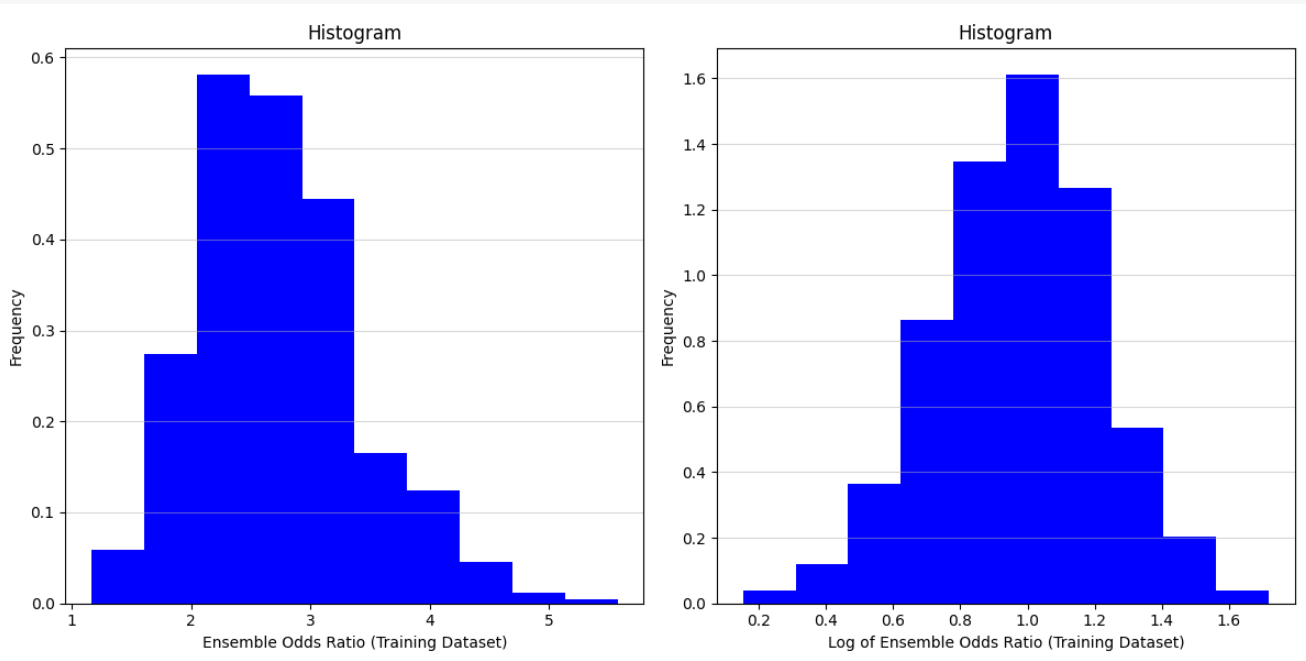 Histogram
0.6
0.5
0.4
0.3
0.2
0.1
0.0
Frequency
1 2 3 4 5
Ensemble Odds Ratio (Training Dataset)
Histogram
1.6
1.4
1.2
1.0
0.8
0.6
0.4
0.2
0.0
Frequency
0.2 0.4 0.6 0.8 1.0 1.2 1.4 1.6
Log of Ensemble Odds Ratio (Training Dataset)